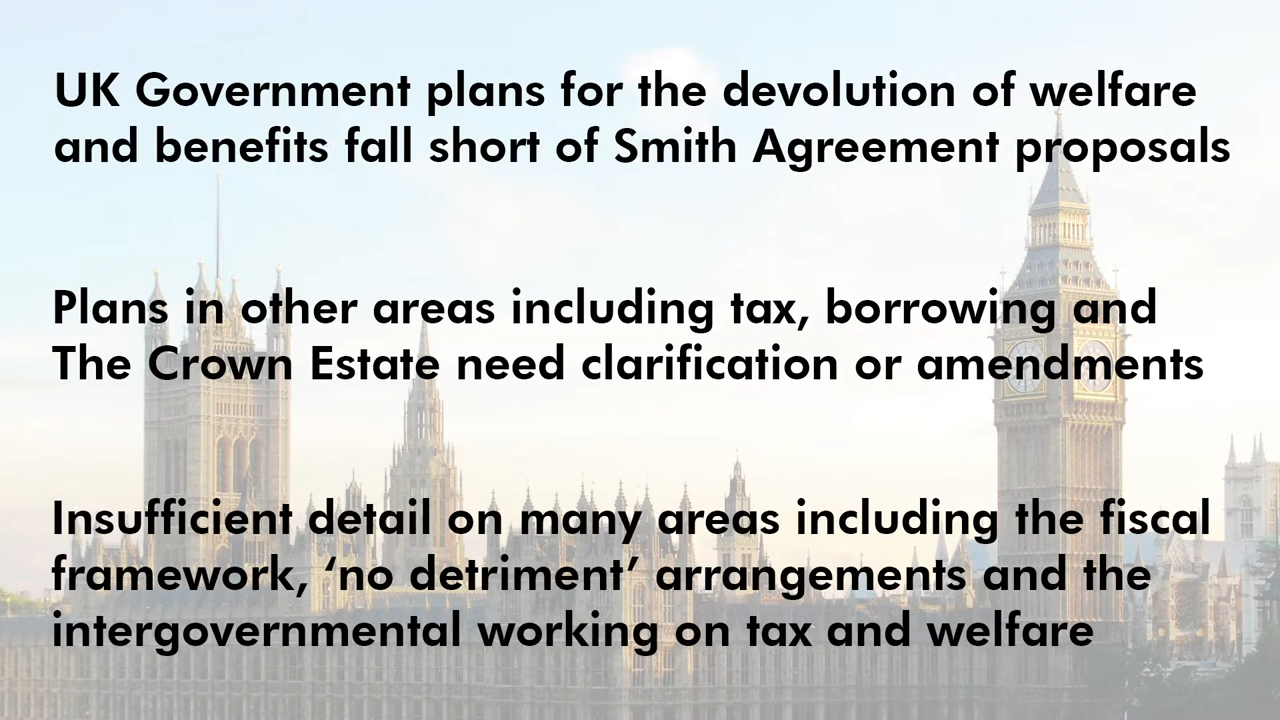 UK Government plans for the devolution of welfare
and benefits fall short of Smith Agreement proposals
Plans in other areas including tax, borrowing and
The Crown Estate need clarification or amendments
Insufficient detail on many areas including the fiscal
framework, ‘no detriment’ arrangements and the
intergovernmental working on tax and welfare